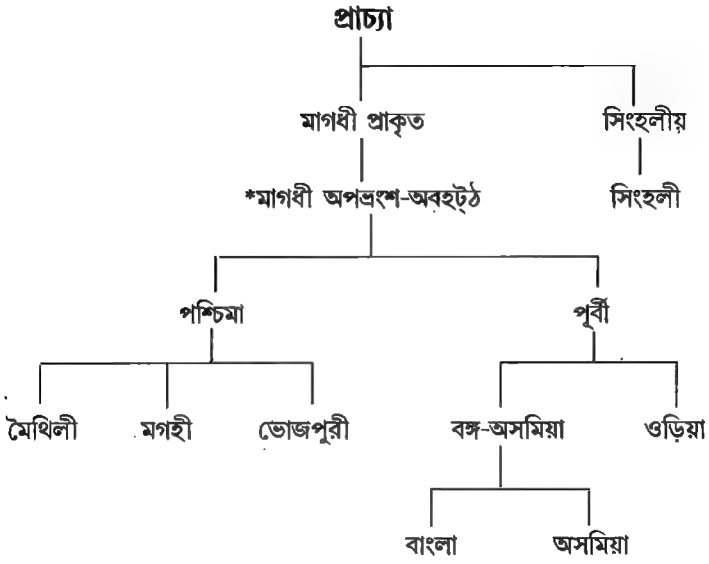 প্রাচ্যা
মাগধী প্রাকৃত সিংহলীয়
*মাগধী অপভ্রংশ-অবহট্‌ঠ সিংহলী
পশ্চিমা পূর্বী
মৈথিলী মগহী ভোজপুরী বঙ্গ-অসমিয়া ওড়িয়া
বাংলা অসমিয়া